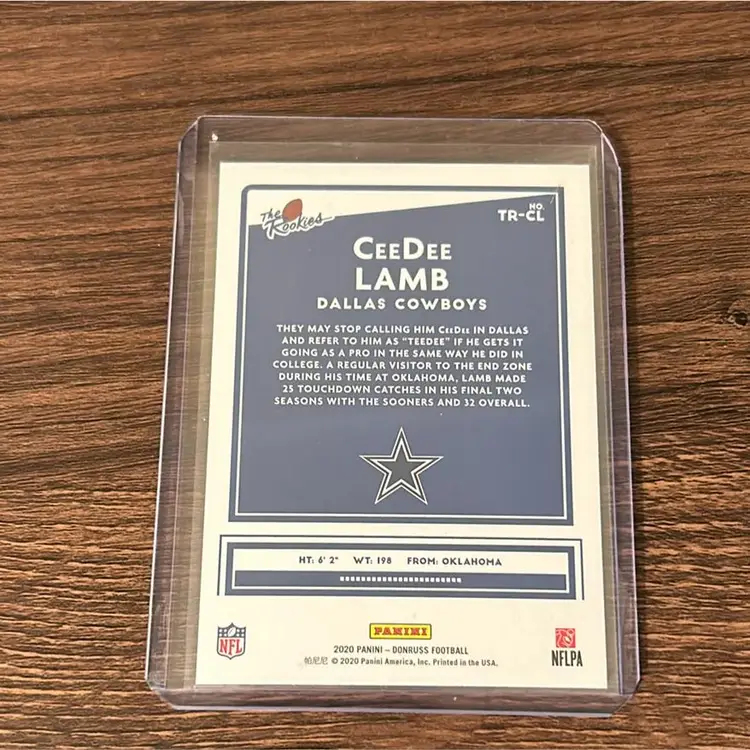 The Rookies
NO.
TR-CL
CEEDEE
LAMB
DALLAS COWBOYS
THEY MAY STOP CALLING HIM CEEDEE IN DALLAS
AND REFER TO HIM AS "TEEDEE" IF HE GETS IT
GOING AS A PRO IN THE SAME WAY HE DID IN
COLLEGE. A REGULAR VISITOR TO THE END ZONE
DURING HIS TIME AT OKLAHOMA, LAMB MADE
25 TOUCHDOWN CATCHES IN HIS FINAL TWO
SEASONS WITH THE SOONERS AND 32 OVERALL.
HT: 6' 2" WT: 198 FROM: OKLAHOMA
NFL
PANINI
2020 PANINI – DONRUSS FOOTBALL
帕尼尼 © 2020 Panini America, Inc. Printed in the USA.
NFLPA